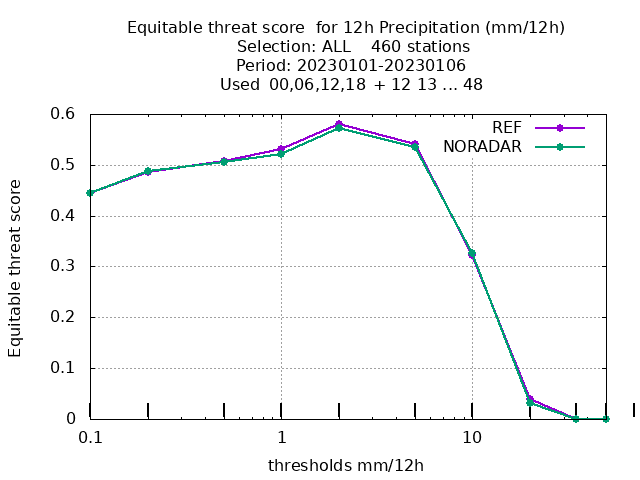 Equitable threat score  for 12h Precipitation (mm/12h)
Selection: ALL    460 stations
Period: 20230101-20230106
Used  00,06,12,18  + 12 13 ... 48
REF
NORADAR
0.6
0.5
0.4
0.3
0.2
0.1
0
Equitable threat score
0.1 1 10
thresholds mm/12h